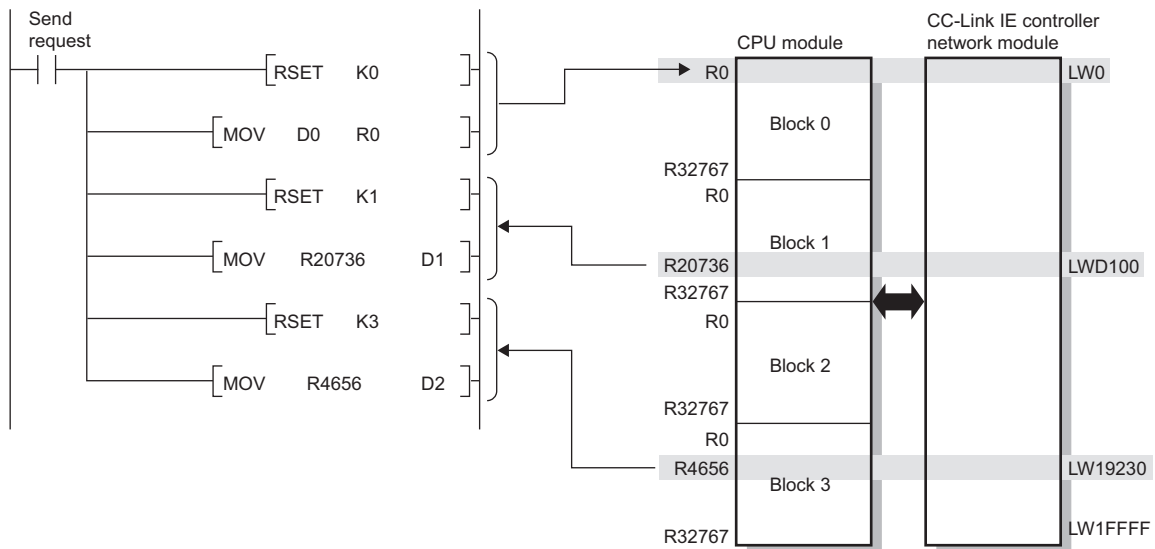 Send
request
RSET K0
MOV D0 R0
RSET K1
MOV R20736 D1
RSET K3
MOV R4656 D2
CPU module
CC-Link IE controller
network module
R0
LW0
Block 0
R32767
R0
Block 1
R20736
LWD100
R32767
R0
Block 2
R32767
R0
R4656
LW19230
Block 3
R32767
LW1FFFF